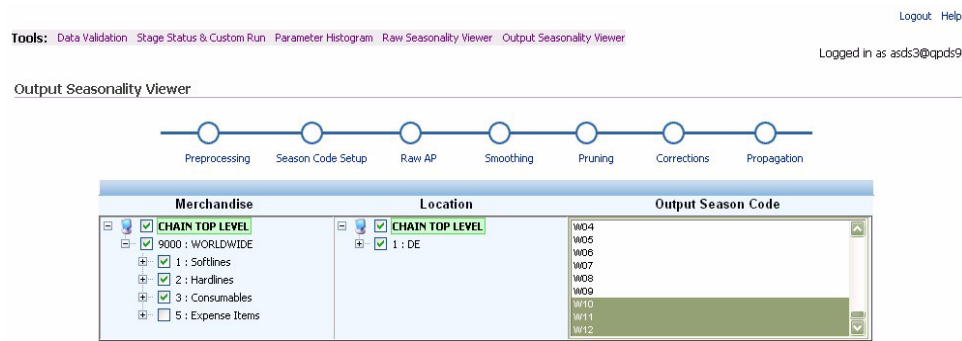 Logout Help
Tools: Data Validation Stage Status & Custom Run Parameter Histogram Raw Seasonality Viewer Output Seasonality Viewer
Logged in as asds3@qpds9
Output Seasonality Viewer
Preprocessing Season Code Setup Raw AP Smoothing Pruning Corrections Propagation
Merchandise Location Output Season Code
CHAIN TOP LEVEL
9000 : WORLDWIDE
1 : Softlines
2 : Hardlines
3 : Consumables
5 : Expense Items
CHAIN TOP LEVEL
1 : DE
W04
W05
W06
W07
W08
W09
W10
W11
W12